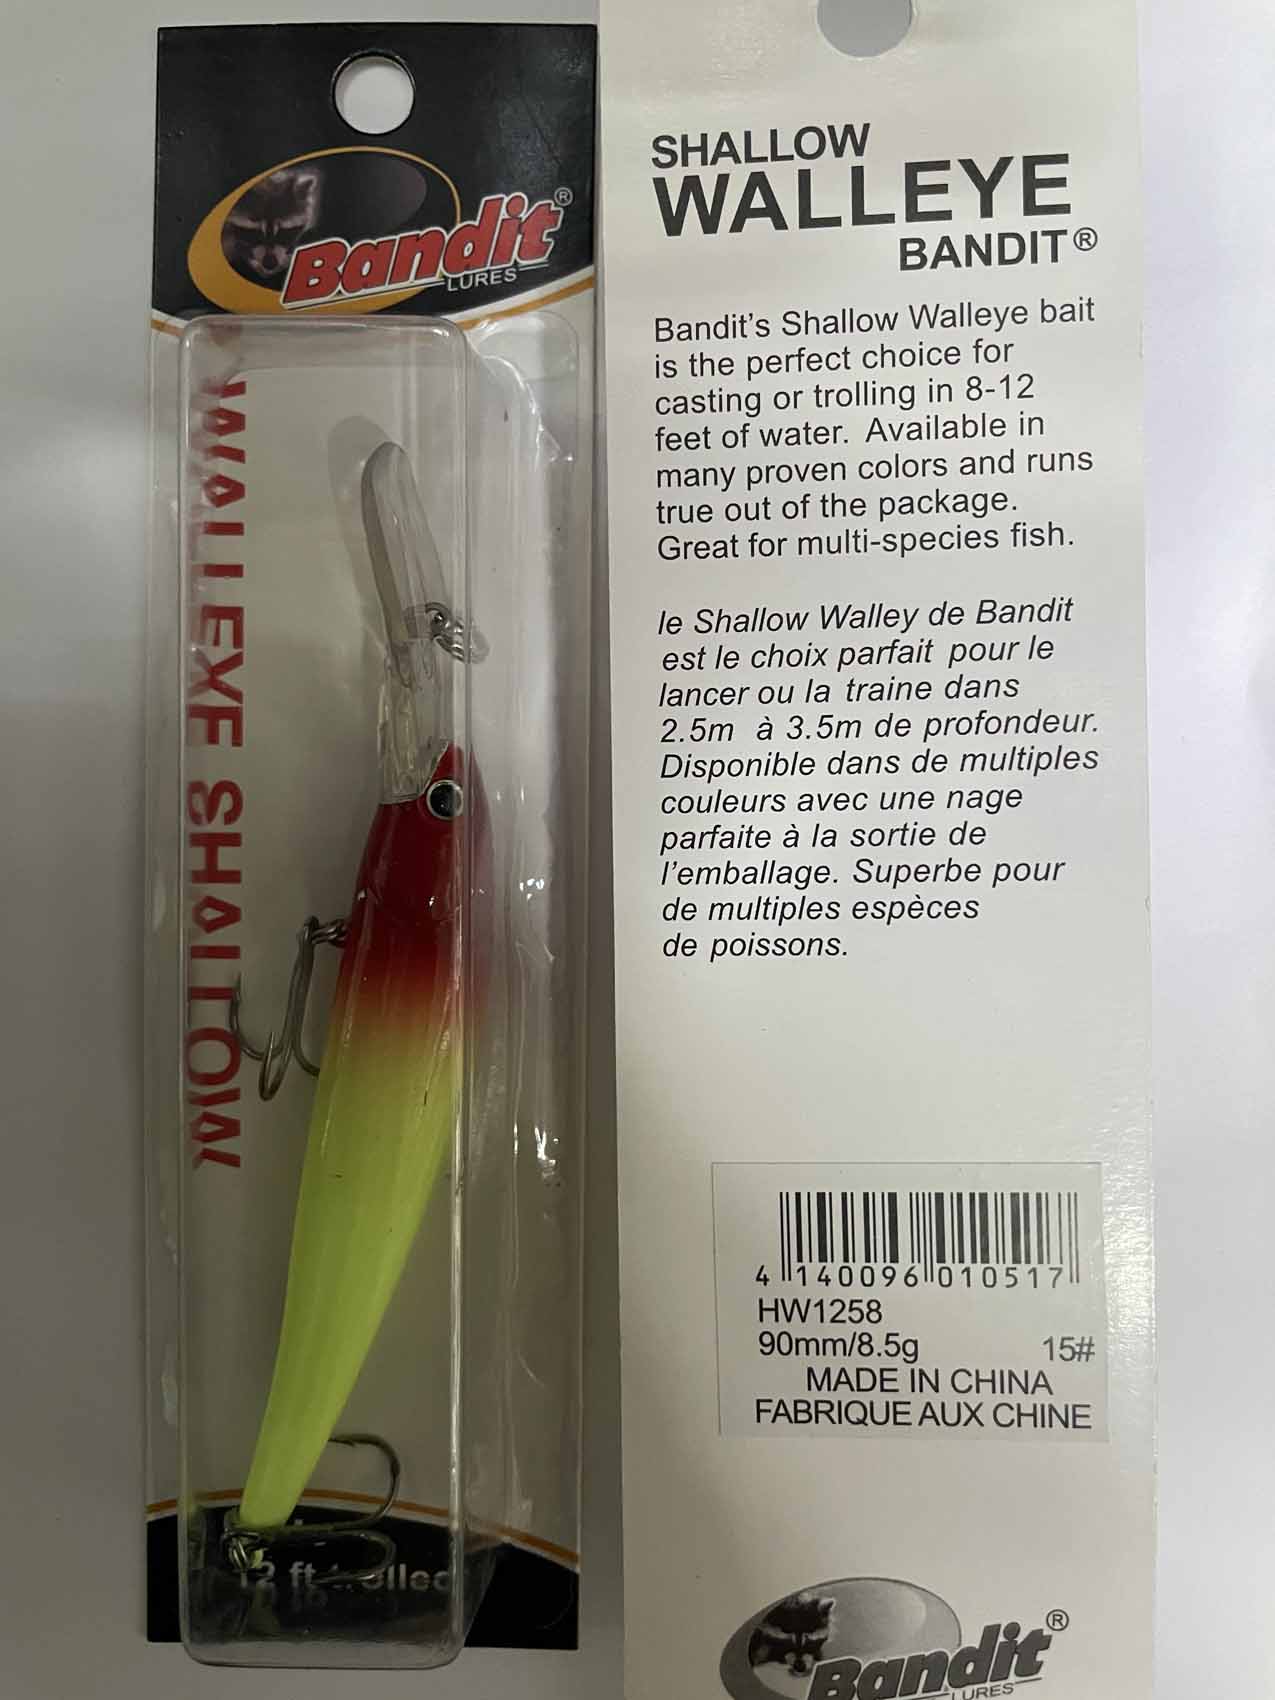 Bandit®
LURES
WALLEYE SHALLOW
12 ft
SHALLOW
WALLEYE
BANDIT®
Bandit's Shallow Walleye bait
is the perfect choice for
casting or trolling in 8-12
feet of water. Available in
many proven colors and runs
true out of the package.
Great for multi-species fish.
le Shallow Walley de Bandit
est le choix parfait pour le
lancer ou la traine dans
2.5m à 3.5m de profondeur.
Disponible dans de multiples
couleurs avec une nage
parfaite à la sortie de
l'emballage. Superbe pour
de multiples espèces
de poissons.
4 140096 010517
HW1258
90mm/8.5g 15#
MADE IN CHINA
FABRIQUE AUX CHINE
Bandit®
LURES